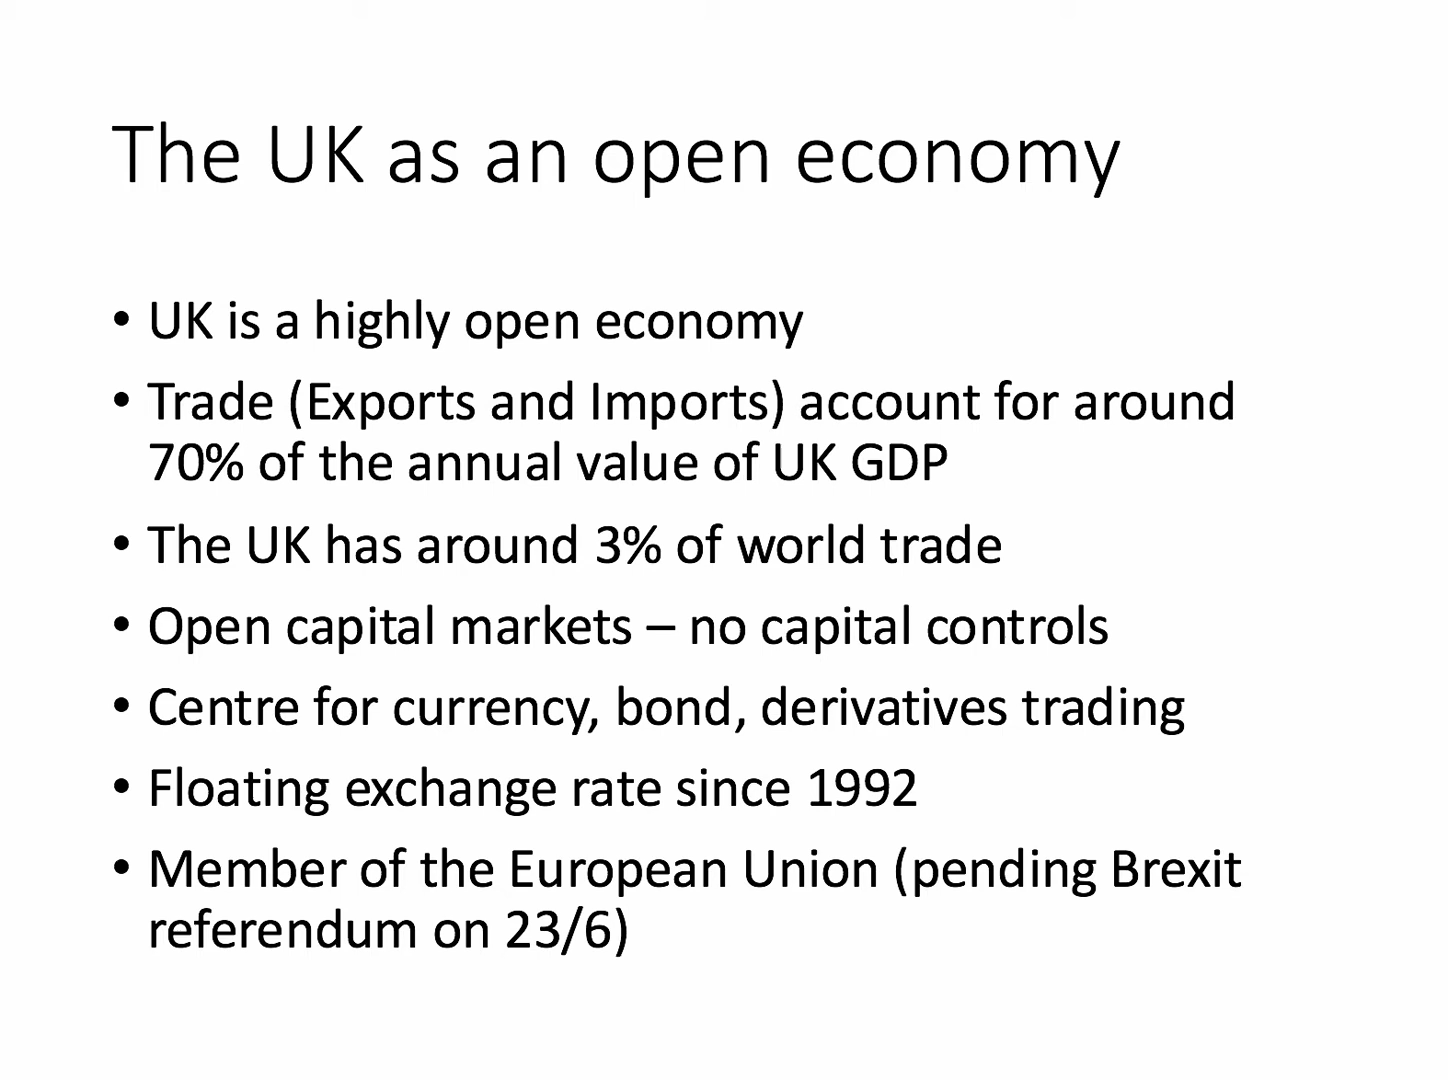 The UK as an open economy
• UK is a highly open economy
• Trade (Exports and Imports) account for around
70% of the annual value of UK GDP
• The UK has around 3% of world trade
• Open capital markets – no capital controls
• Centre for currency, bond, derivatives trading
• Floating exchange rate since 1992
• Member of the European Union (pending Brexit
referendum on 23/6)